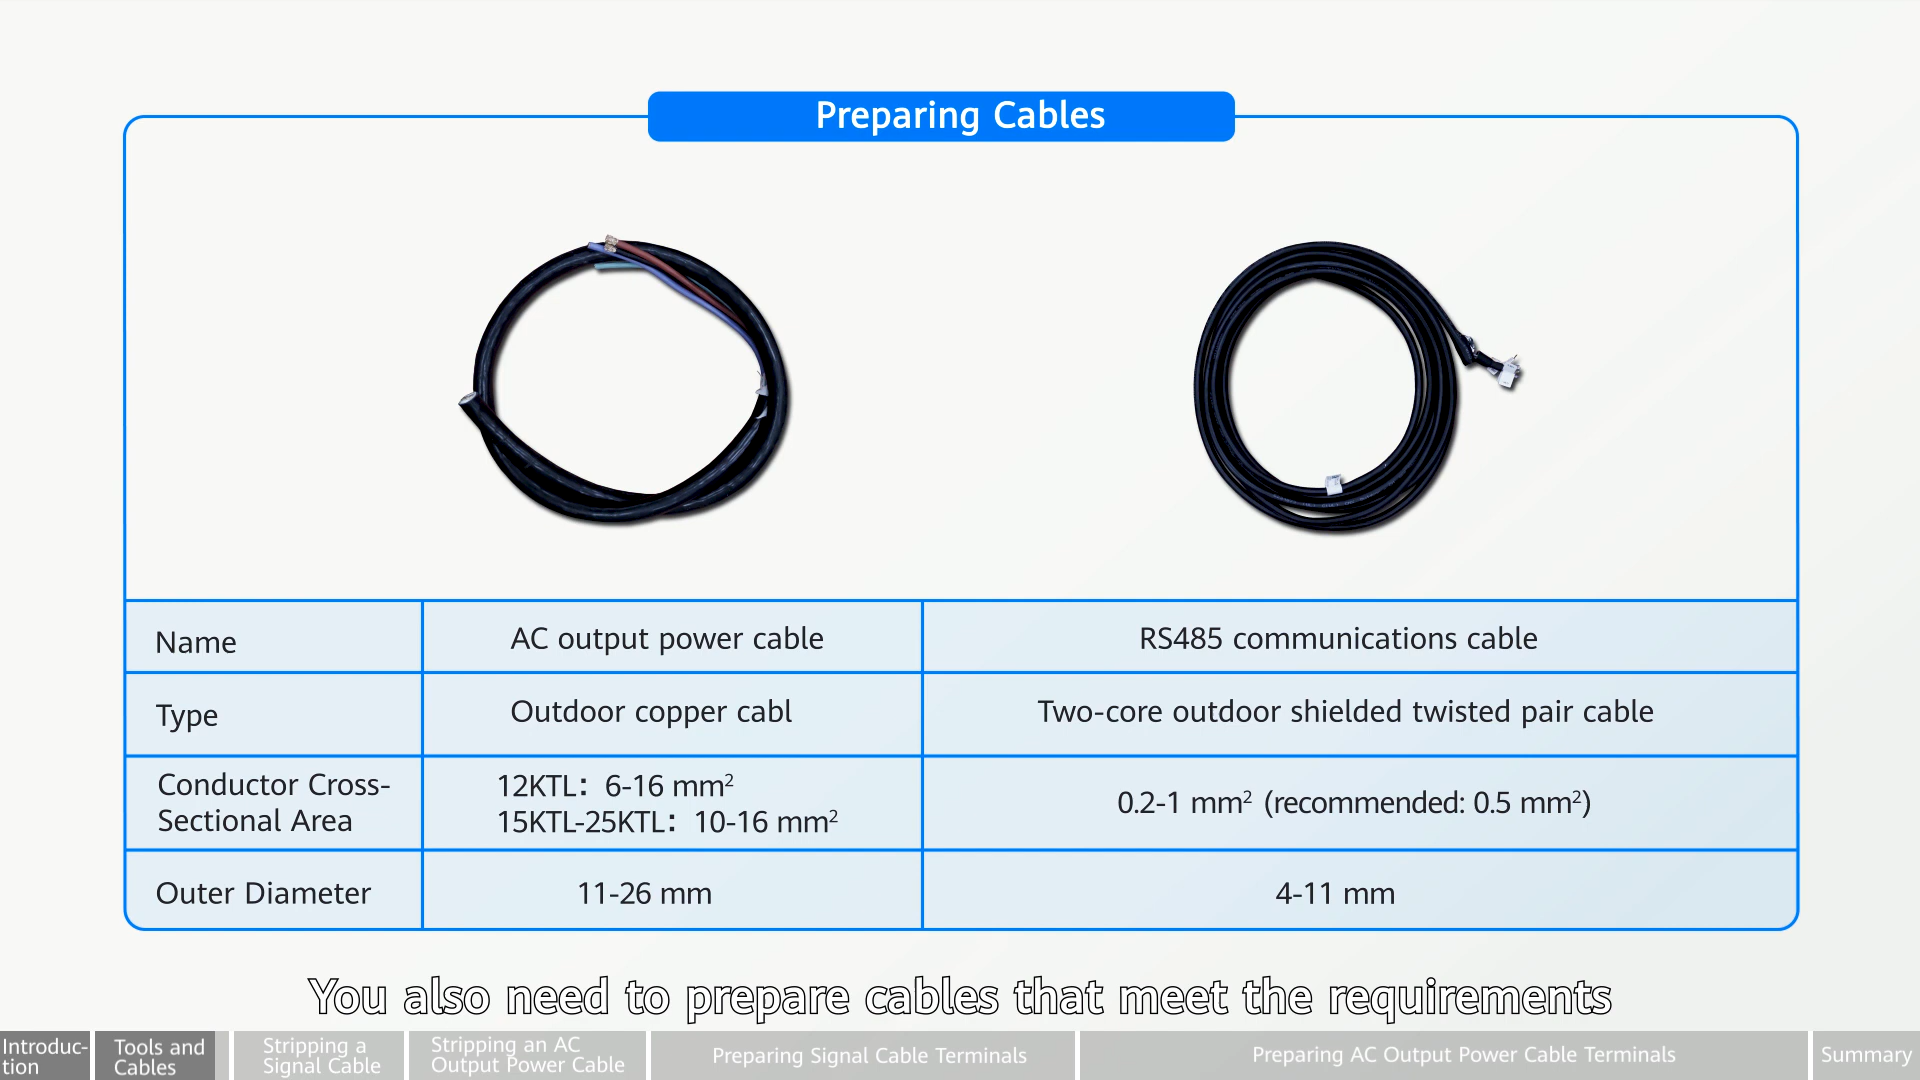 Preparing Cables
Name
AC output power cable
RS485 communications cable
Type
Outdoor copper cabl
Two-core outdoor shielded twisted pair cable
Conductor Cross-
Sectional Area
12KTL：6-16 mm²
15KTL-25KTL：10-16 mm²
0.2-1 mm² (recommended: 0.5 mm²)
Outer Diameter
11-26 mm
4-11 mm
You also need to prepare cables that meet the requirements
Introduc-
tion
Tools and
Cables
Stripping a
Signal Cable
Stripping an AC
Output Power Cable
Preparing Signal Cable Terminals
Preparing AC Output Power Cable Terminals
Summary